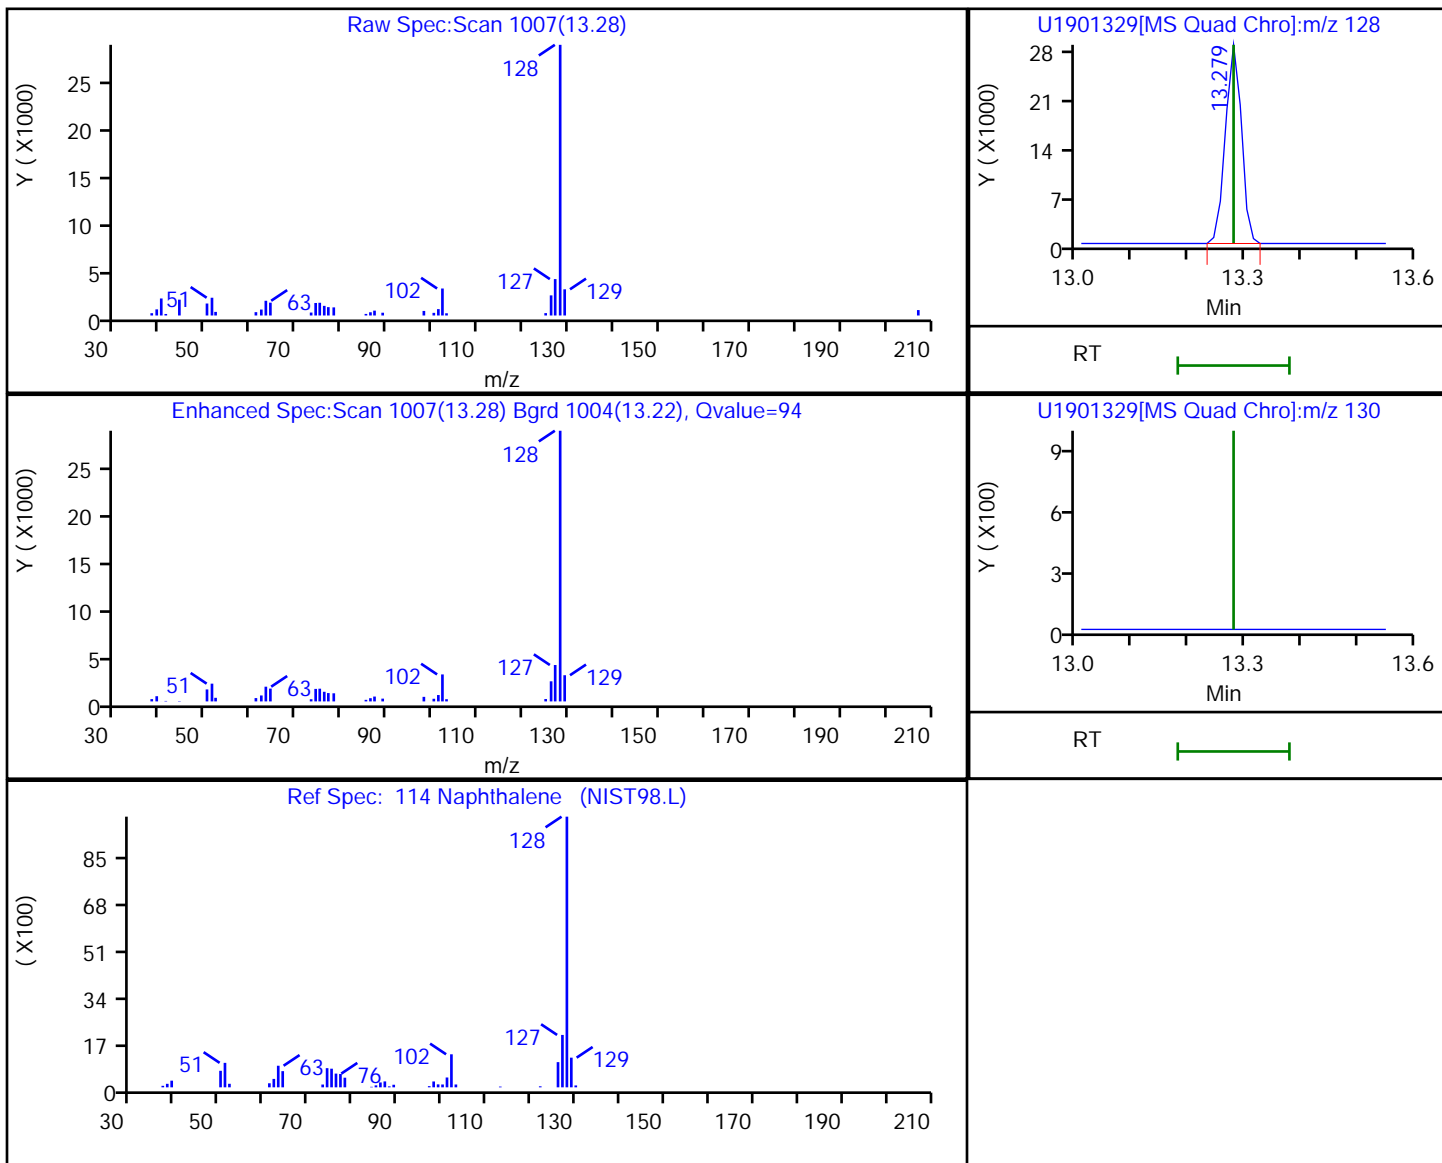 Raw Spec:Scan 1007(13.28)
Y ( X1000)
25
20
15
10
5
0
128
127
129
102
63
51
30 50 70 90 110 130 150 170 190 210
m/z
U1901329[MS Quad Chro]:m/z 128
Y ( X1000)
28
21
14
7
0
13.279
13.0 13.3 13.6
Min
RT
Enhanced Spec:Scan 1007(13.28) Bgrd 1004(13.22), Qvalue=94
Y ( X1000)
25
20
15
10
5
0
128
127
129
102
63
51
30 50 70 90 110 130 150 170 190 210
m/z
U1901329[MS Quad Chro]:m/z 130
Y ( X100)
9
6
3
0
13.0 13.3 13.6
Min
RT
Ref Spec: 114 Naphthalene (NIST98.L)
( X100)
85
68
51
34
17
0
128
127
129
102
76
63
51
30 50 70 90 110 130 150 170 190 210